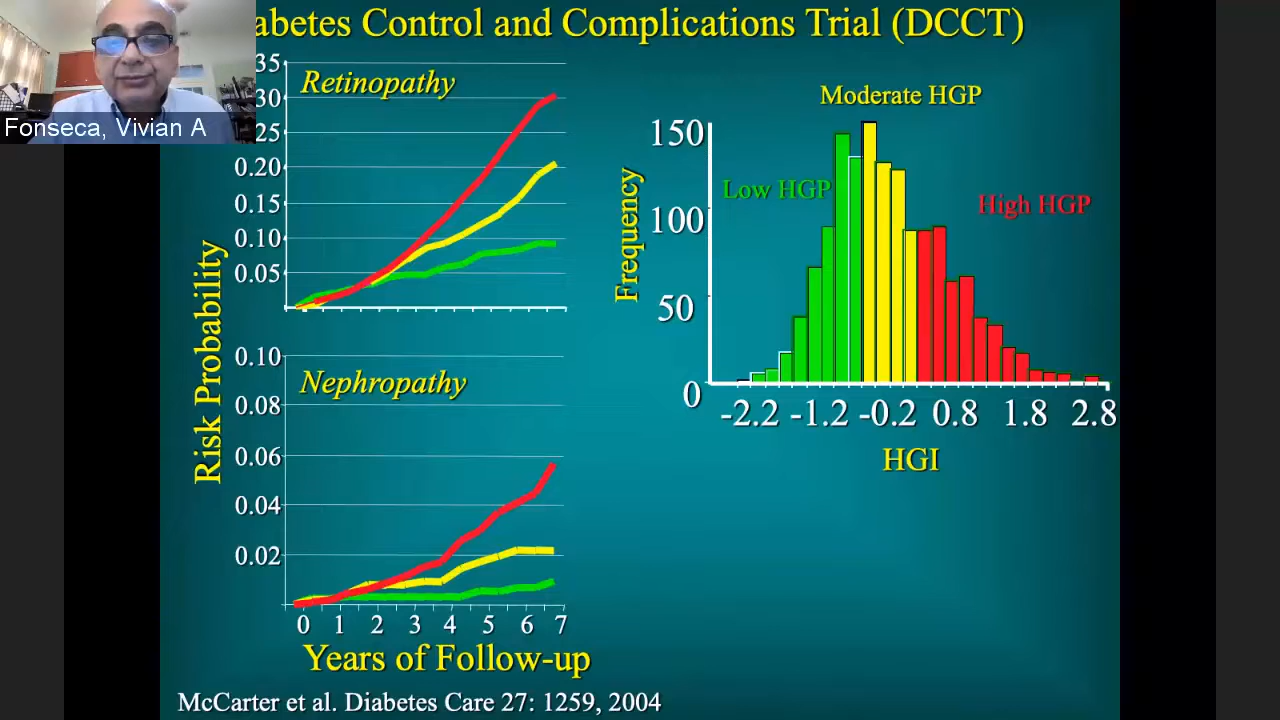 abetes Control and Complications Trial (DCCT)
Fonseca, Vivian A
Retinopathy
35
30
25
0.20
0.15
0.10
0.05
Risk Probability
Nephropathy
0.10
0.08
0.06
0.04
0.02
0 1 2 3 4 5 6 7
Years of Follow-up
Moderate HGP
Low HGP
High HGP
Frequency
150
100
50
0
-2.2 -1.2 -0.2 0.8 1.8 2.8
HGI
McCarter et al. Diabetes Care 27: 1259, 2004